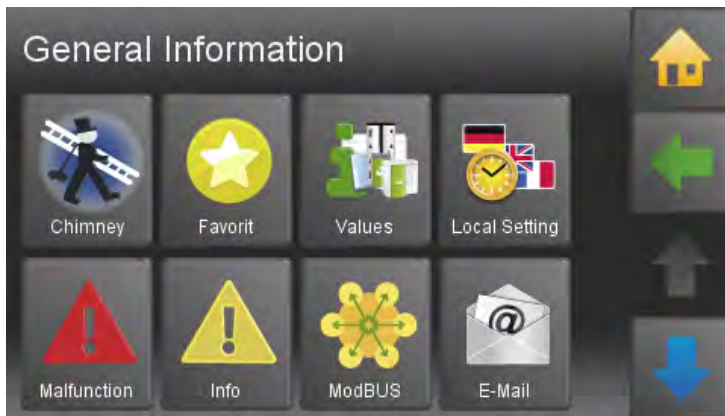 General Information
Chimney
Favorit
Values
Local Setting
Malfunction
Info
ModBUS
@
E-Mail